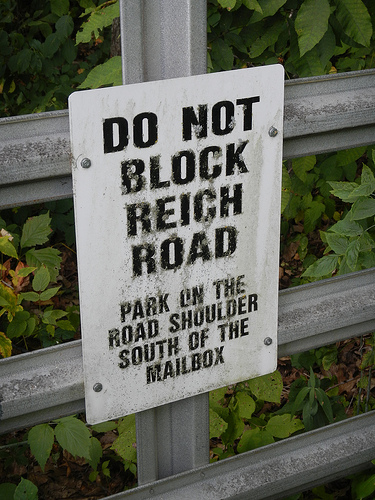 DO NOT
BLOCK
REICH
ROAD
PARK ON THE
ROAD SHOULDER
SOUTH OF THE
MAILBOX